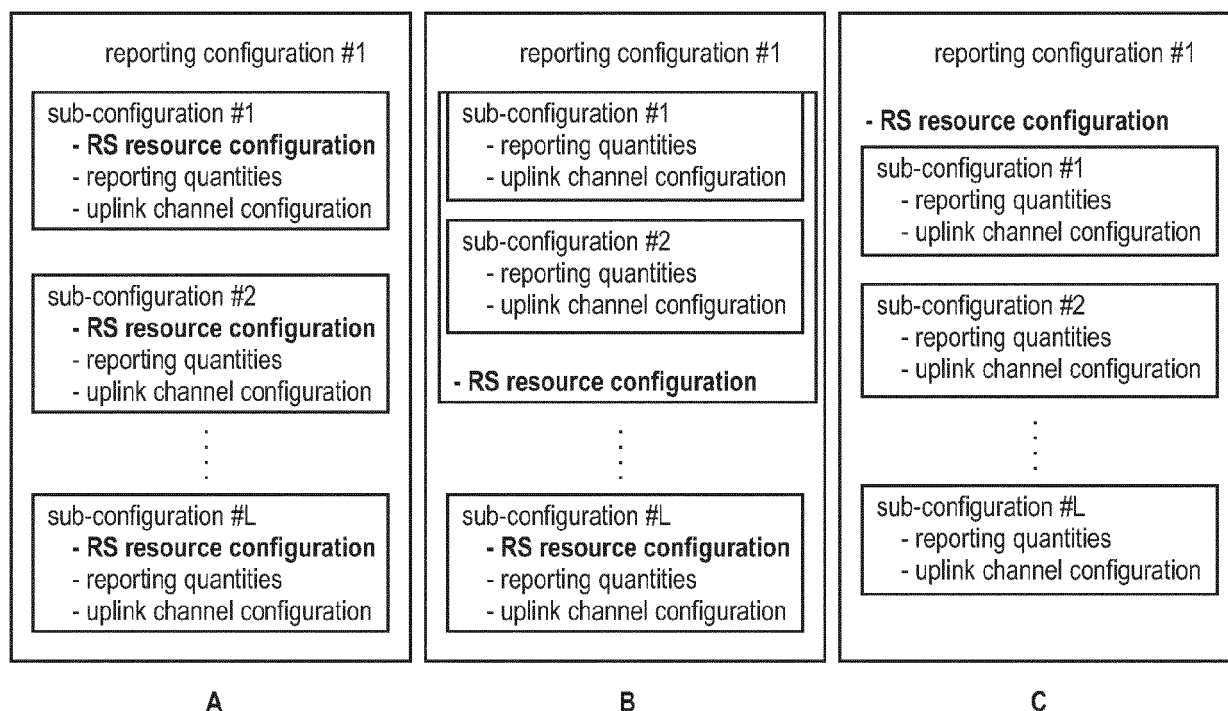 reporting configuration #1
sub-configuration #1
- RS resource configuration
- reporting quantities
- uplink channel configuration
sub-configuration #2
- RS resource configuration
- reporting quantities
- uplink channel configuration
sub-configuration #L
- RS resource configuration
- reporting quantities
- uplink channel configuration
A
reporting configuration #1
sub-configuration #1
- reporting quantities
- uplink channel configuration
sub-configuration #2
- reporting quantities
- uplink channel configuration
- RS resource configuration
sub-configuration #L
- RS resource configuration
- reporting quantities
- uplink channel configuration
B
reporting configuration #1
- RS resource configuration
sub-configuration #1
- reporting quantities
- uplink channel configuration
sub-configuration #2
- reporting quantities
- uplink channel configuration
sub-configuration #L
- reporting quantities
- uplink channel configuration
C